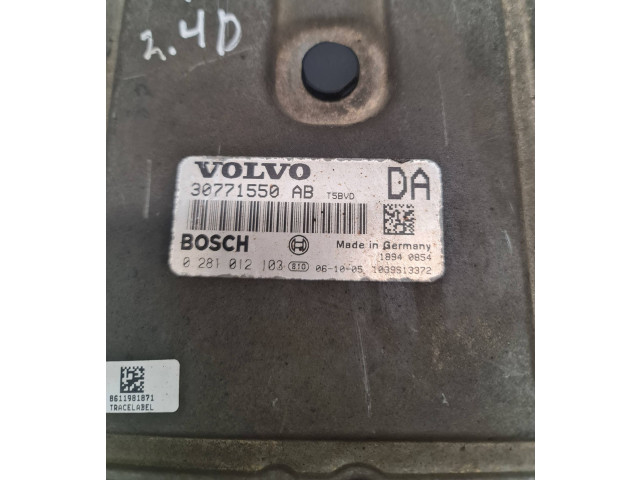 2.4D
VOLVO
30771550 AB T5BVD DA
BOSCH Made in Germany
1894 0854
0 281 012 103 810 06-10-05 1039S13372
8611981871
TRACELABEL